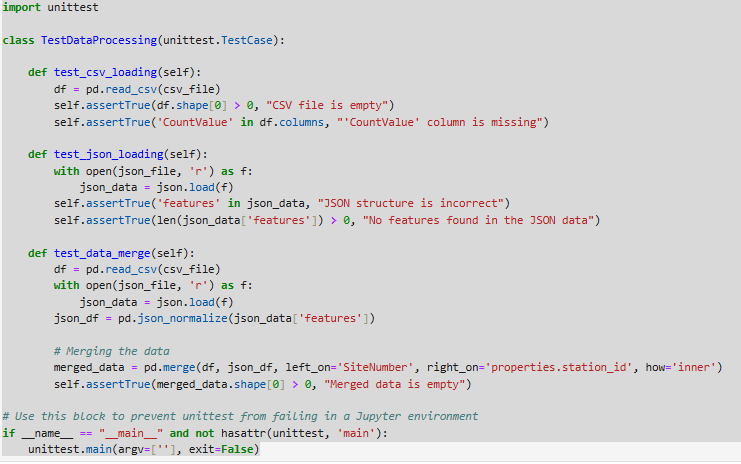 import unittest
class TestDataProcessing(unittest.TestCase):
    def test_csv_loading(self):
        df = pd.read_csv(csv_file)
        self.assertTrue(df.shape[0] > 0, "CSV file is empty")
        self.assertTrue('CountValue' in df.columns, "'CountValue' column is missing")
    def test_json_loading(self):
        with open(json_file, 'r') as f:
            json_data = json.load(f)
        self.assertTrue('features' in json_data, "JSON structure is incorrect")
        self.assertTrue(len(json_data['features']) > 0, "No features found in the JSON data")
    def test_data_merge(self):
        df = pd.read_csv(csv_file)
        with open(json_file, 'r') as f:
            json_data = json.load(f)
        json_df = pd.json_normalize(json_data['features'])
        # Merging the data
        merged_data = pd.merge(df, json_df, left_on='SiteNumber', right_on='properties.station_id', how='inner')
        self.assertTrue(merged_data.shape[0] > 0, "Merged data is empty")
# Use this block to prevent unittest from failing in a Jupyter environment
if __name__ == "__main__" and not hasattr(unittest, 'main'):
    unittest.main(argv=[''], exit=False)